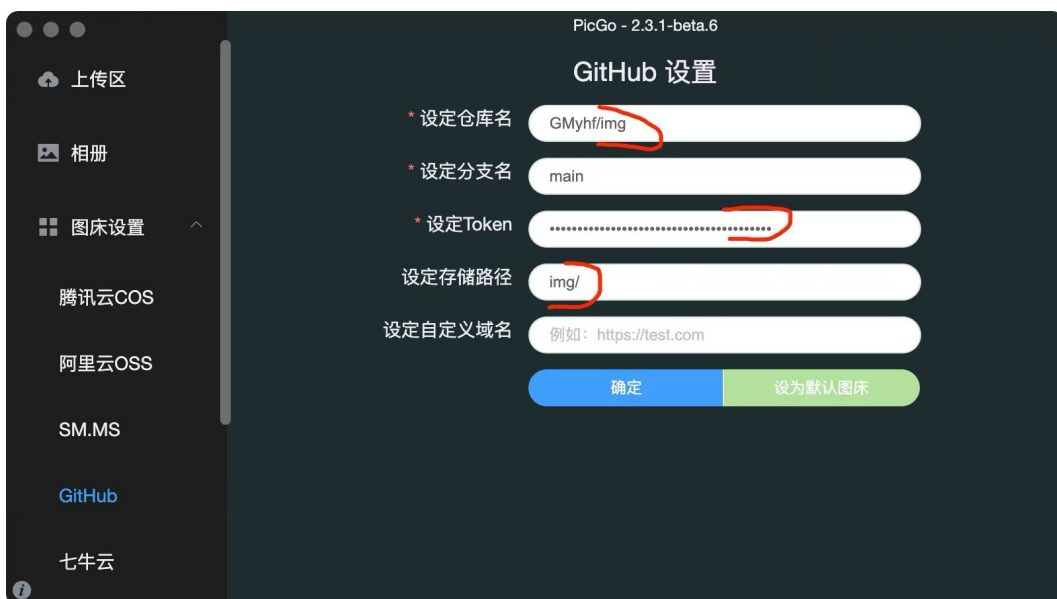 PicGo - 2.3.1-beta.6
上传区
相册
图床设置
腾讯云COS
阿里云OSS
SM.MS
GitHub
七牛云
GitHub 设置
* 设定仓库名 GMyhf/img
* 设定分支名 main
* 设定Token ••••••••••••••••••••••••••••••••••••••••
设定存储路径 img/
设定自定义域名 例如：https://test.com
确定 设为默认图床